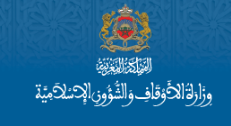 المملكة المغربية
وزارة الأوقاف والشؤون الإسلامية